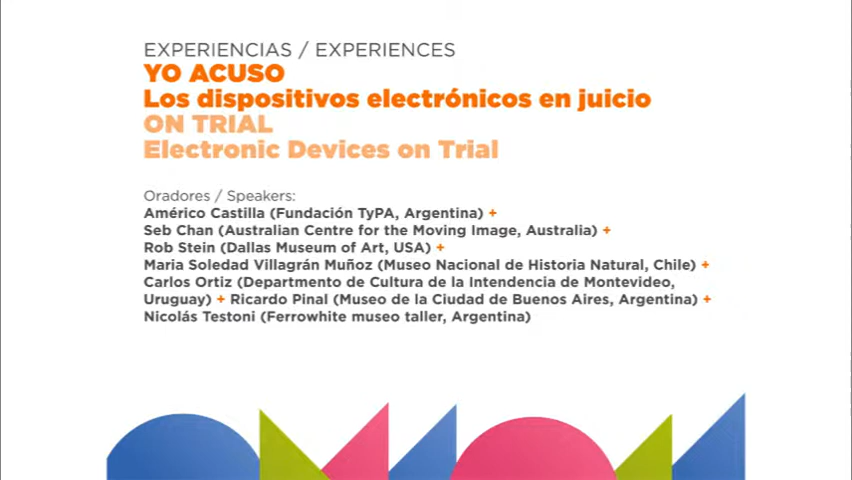 EXPERIENCIAS / EXPERIENCES
YO ACUSO
Los dispositivos electrónicos en juicio
ON TRIAL
Electronic Devices on Trial
Oradores / Speakers:
Américo Castilla (Fundación TyPA, Argentina) +
Seb Chan (Australian Centre for the Moving Image, Australia) +
Rob Stein (Dallas Museum of Art, USA) +
Maria Soledad Villagrán Muñoz (Museo Nacional de Historia Natural, Chile) +
Carlos Ortiz (Departmento de Cultura de la Intendencia de Montevideo,
Uruguay) + Ricardo Pinal (Museo de la Ciudad de Buenos Aires, Argentina) +
Nicolás Testoni (Ferrowhite museo taller, Argentina)